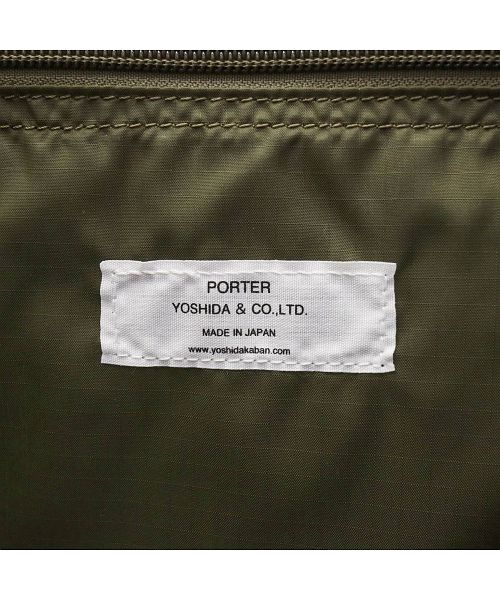 PORTER
YOSHIDA & CO.,LTD.
MADE IN JAPAN
www.yoshidakaban.com